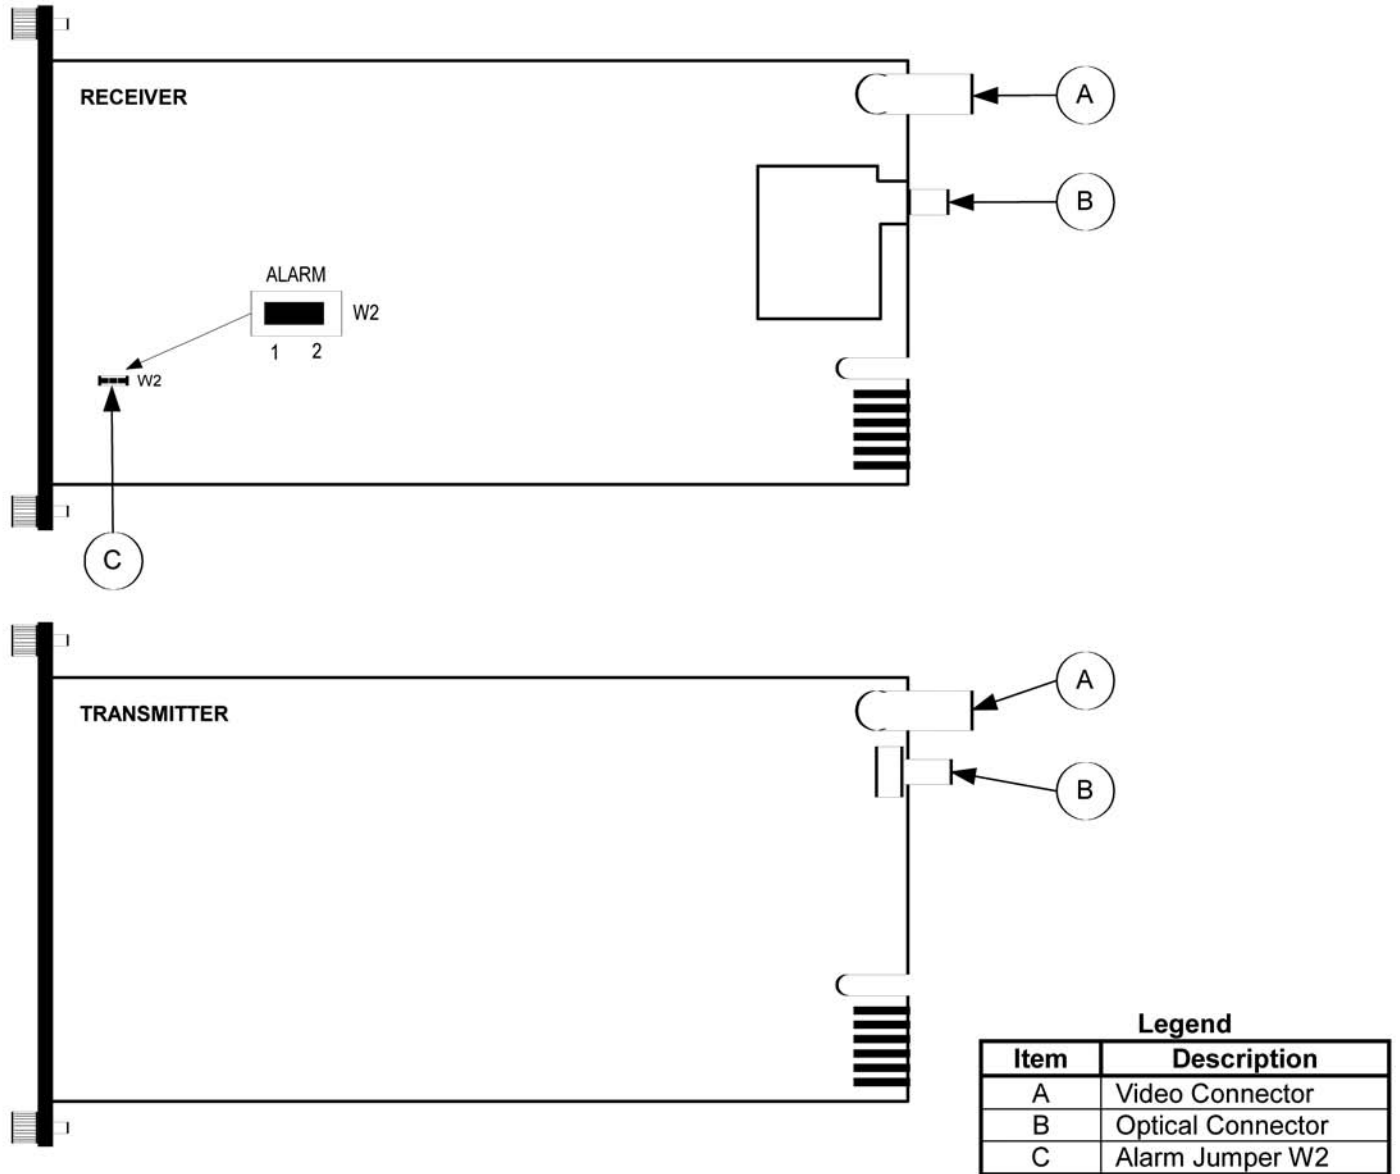 RECEIVER
A
B
ALARM
W2
1 2
W2
C
TRANSMITTER
A
B
Legend
Item Description
A Video Connector
B Optical Connector
C Alarm Jumper W2